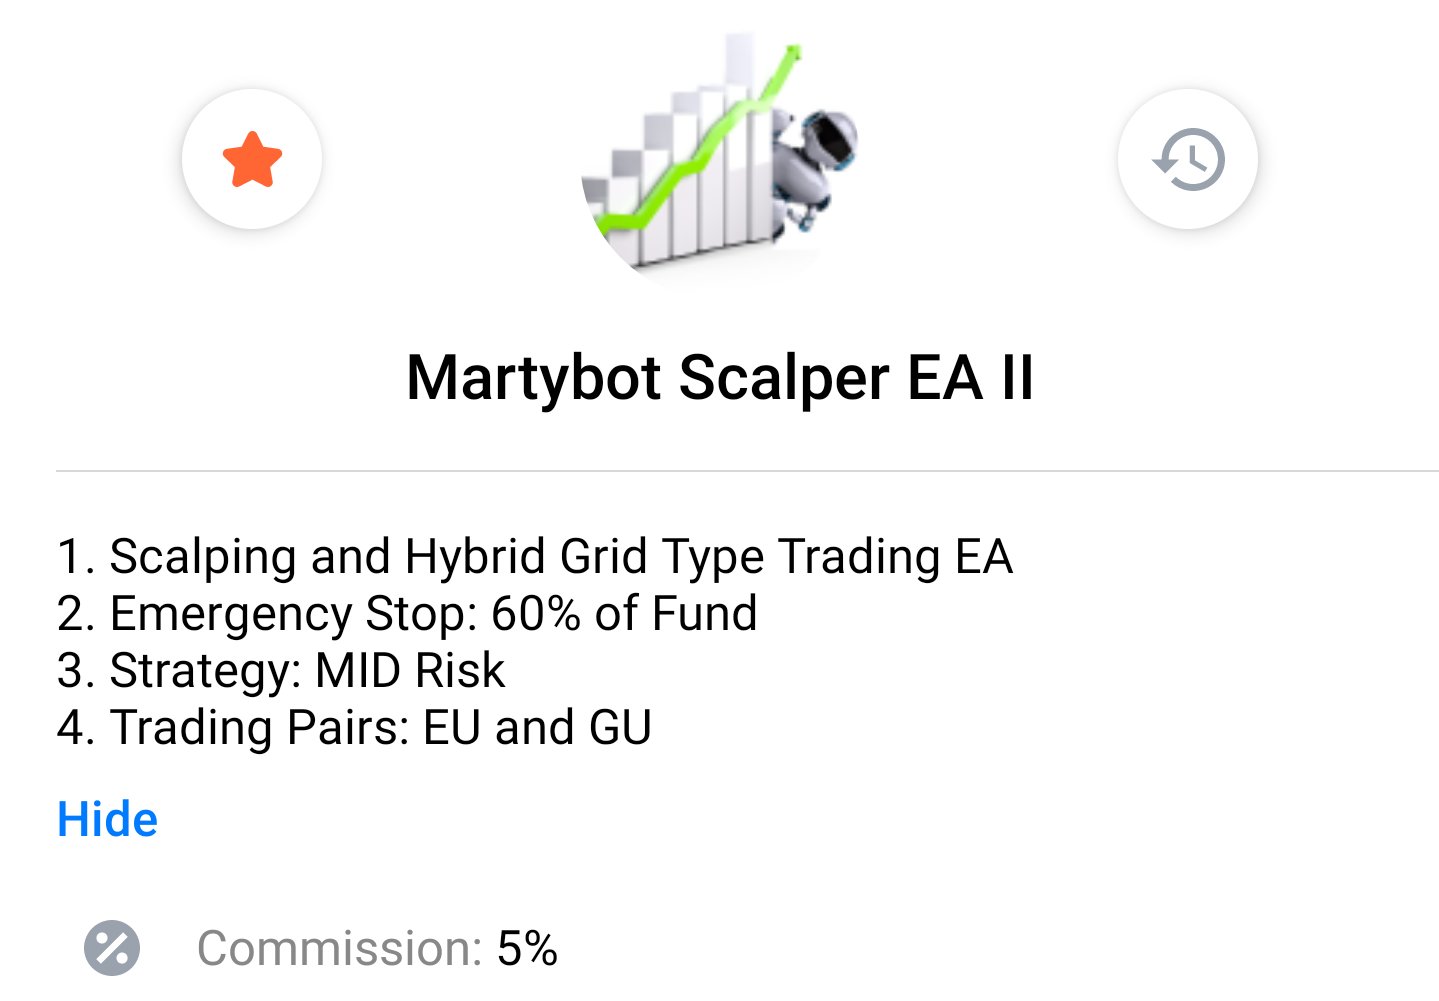 Martybot Scalper EA II
1. Scalping and Hybrid Grid Type Trading EA
2. Emergency Stop: 60% of Fund
3. Strategy: MID Risk
4. Trading Pairs: EU and GU
Hide
Commission: 5%